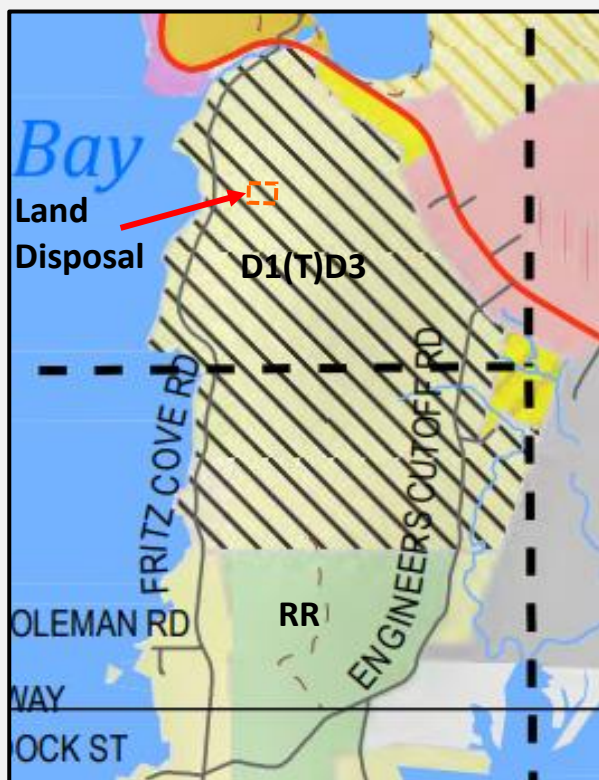 Bay
Land
Disposal
D1(T)D3
FRITZ COVE RD
ENGINEERS CUTOFF RD
RR
OLEMAN RD
WAY
OCK ST